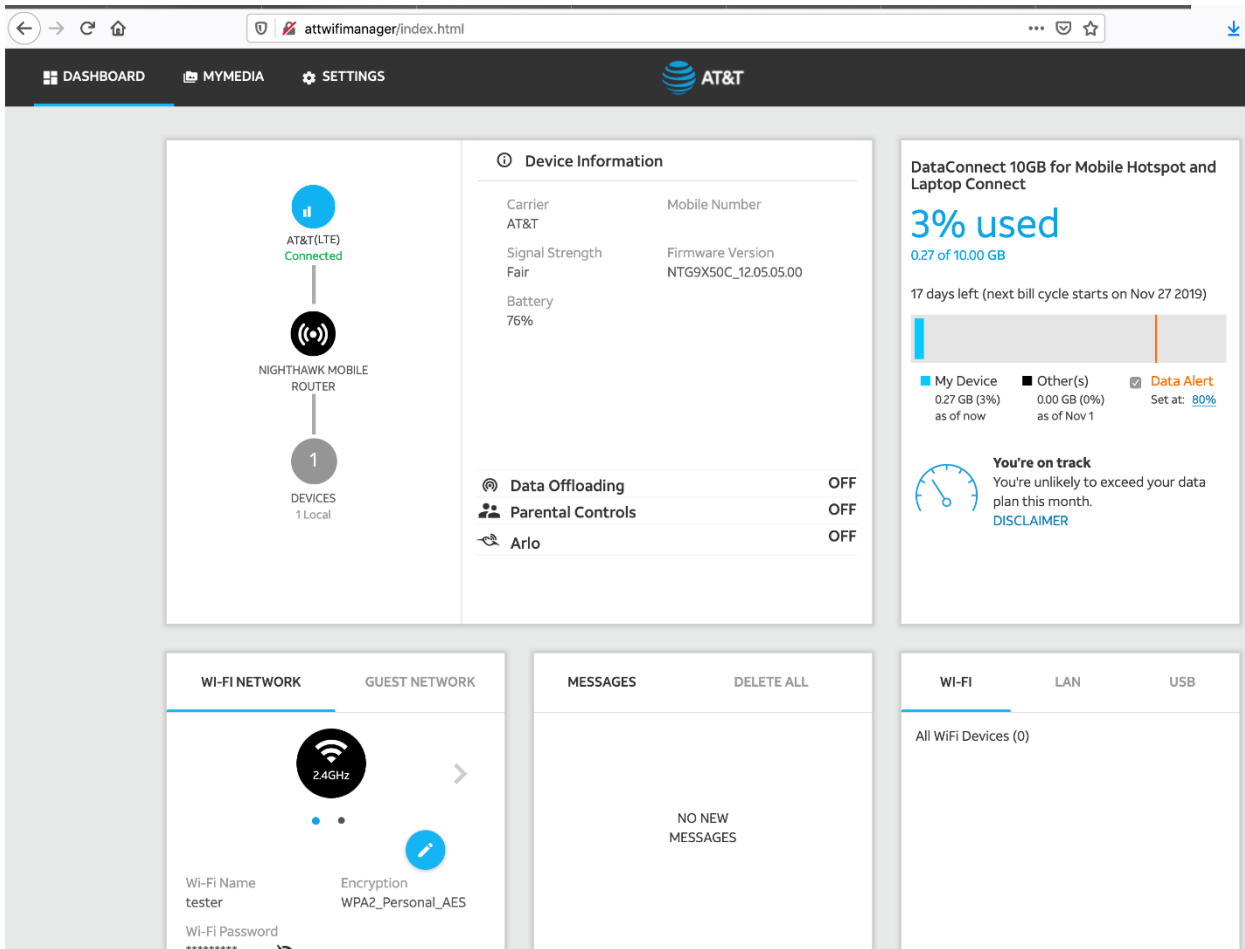 attwifimanager/index.html
DASHBOARD
MYMEDIA
SETTINGS
AT&T
AT&T(LTE)
Connected
NIGHTHAWK MOBILE
ROUTER
1
DEVICES
1 Local
Device Information
Carrier
AT&T
Mobile Number
Signal Strength
Fair
Firmware Version
NTG9X50C_12.05.05.00
Battery
76%
Data Offloading OFF
Parental Controls OFF
Arlo OFF
DataConnect 10GB for Mobile Hotspot and
Laptop Connect
3% used
0.27 of 10.00 GB
17 days left (next bill cycle starts on Nov 27 2019)
My Device
0.27 GB (3%)
as of now
Other(s)
0.00 GB (0%)
as of Nov 1
Data Alert
Set at: 80%
You're on track
You're unlikely to exceed your data
plan this month.
DISCLAIMER
WI-FI NETWORK
GUEST NETWORK
2.4GHz
Wi-Fi Name
tester
Encryption
WPA2_Personal_AES
Wi-Fi Password
*********
MESSAGES
DELETE ALL
NO NEW
MESSAGES
WI-FI
LAN
USB
All WiFi Devices (0)